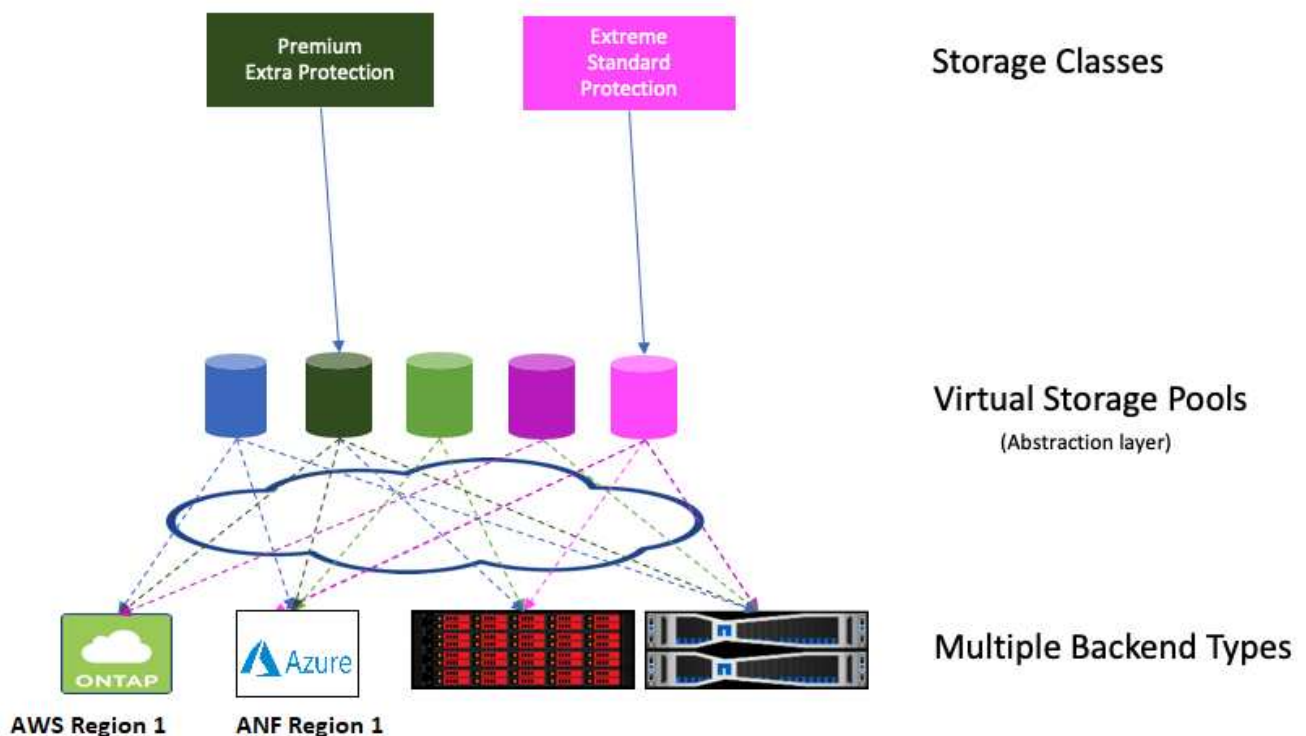 Premium
Extra Protection
Extreme
Standard
Protection
Storage Classes
Virtual Storage Pools
(Abstraction layer)
ONTAP
Azure
Multiple Backend Types
AWS Region 1
ANF Region 1